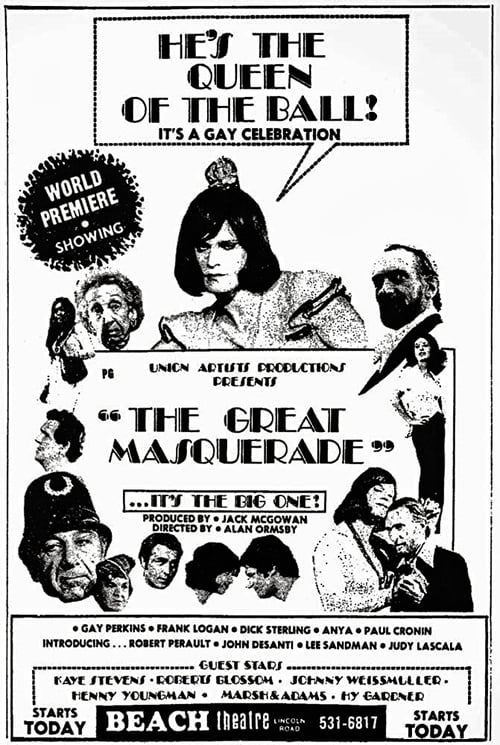 HE'S THE
QUEEN
OF THE BALL!
IT'S A GAY CELEBRATION
WORLD
PREMIERE
•
SHOWING
PG
UNION ARTISTS PRODUCTIONS
PRESENTS
"THE GREAT
MASQUERADE"
...IT'S THE BIG ONE!
PRODUCED BY • JACK MCGOWAN
DIRECTED BY • ALAN ORMSBY
• GAY PERKINS • FRANK LOGAN • DICK STERLING • ANYA • PAUL CRONIN
INTRODUCING... ROBERT PERAULT • JOHN DESANTI • LEE SANDMAN • JUDY LASCALA
GUEST STARS
KAYE STEVENS • ROBERTS BLOSSOM • JOHNNY WEISSMULLER •
HENNY YOUNGMAN • MARSH & ADAMS • HY GARDNER
STARTS
TODAY
BEACH theatre LINCOLN
ROAD 531-6817
STARTS
TODAY